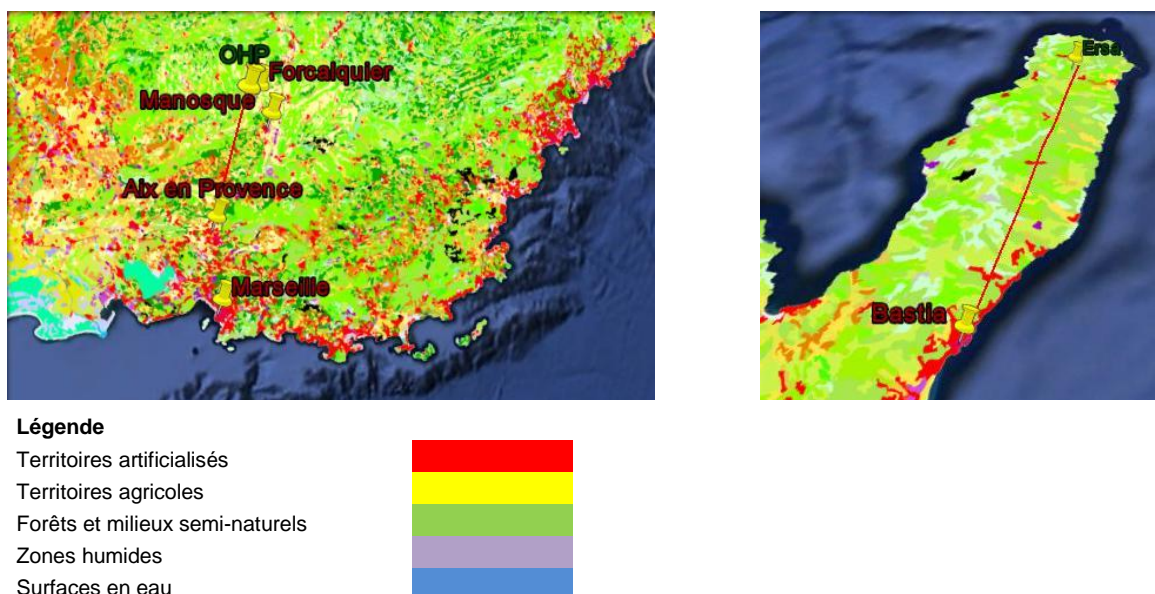 OHP
Forcalquier
Manosque
Aix en Provence
Marseille
Ersa
Bastia
Légende
Territoires artificialisés
Territoires agricoles
Forêts et milieux semi-naturels
Zones humides
Surfaces en eau